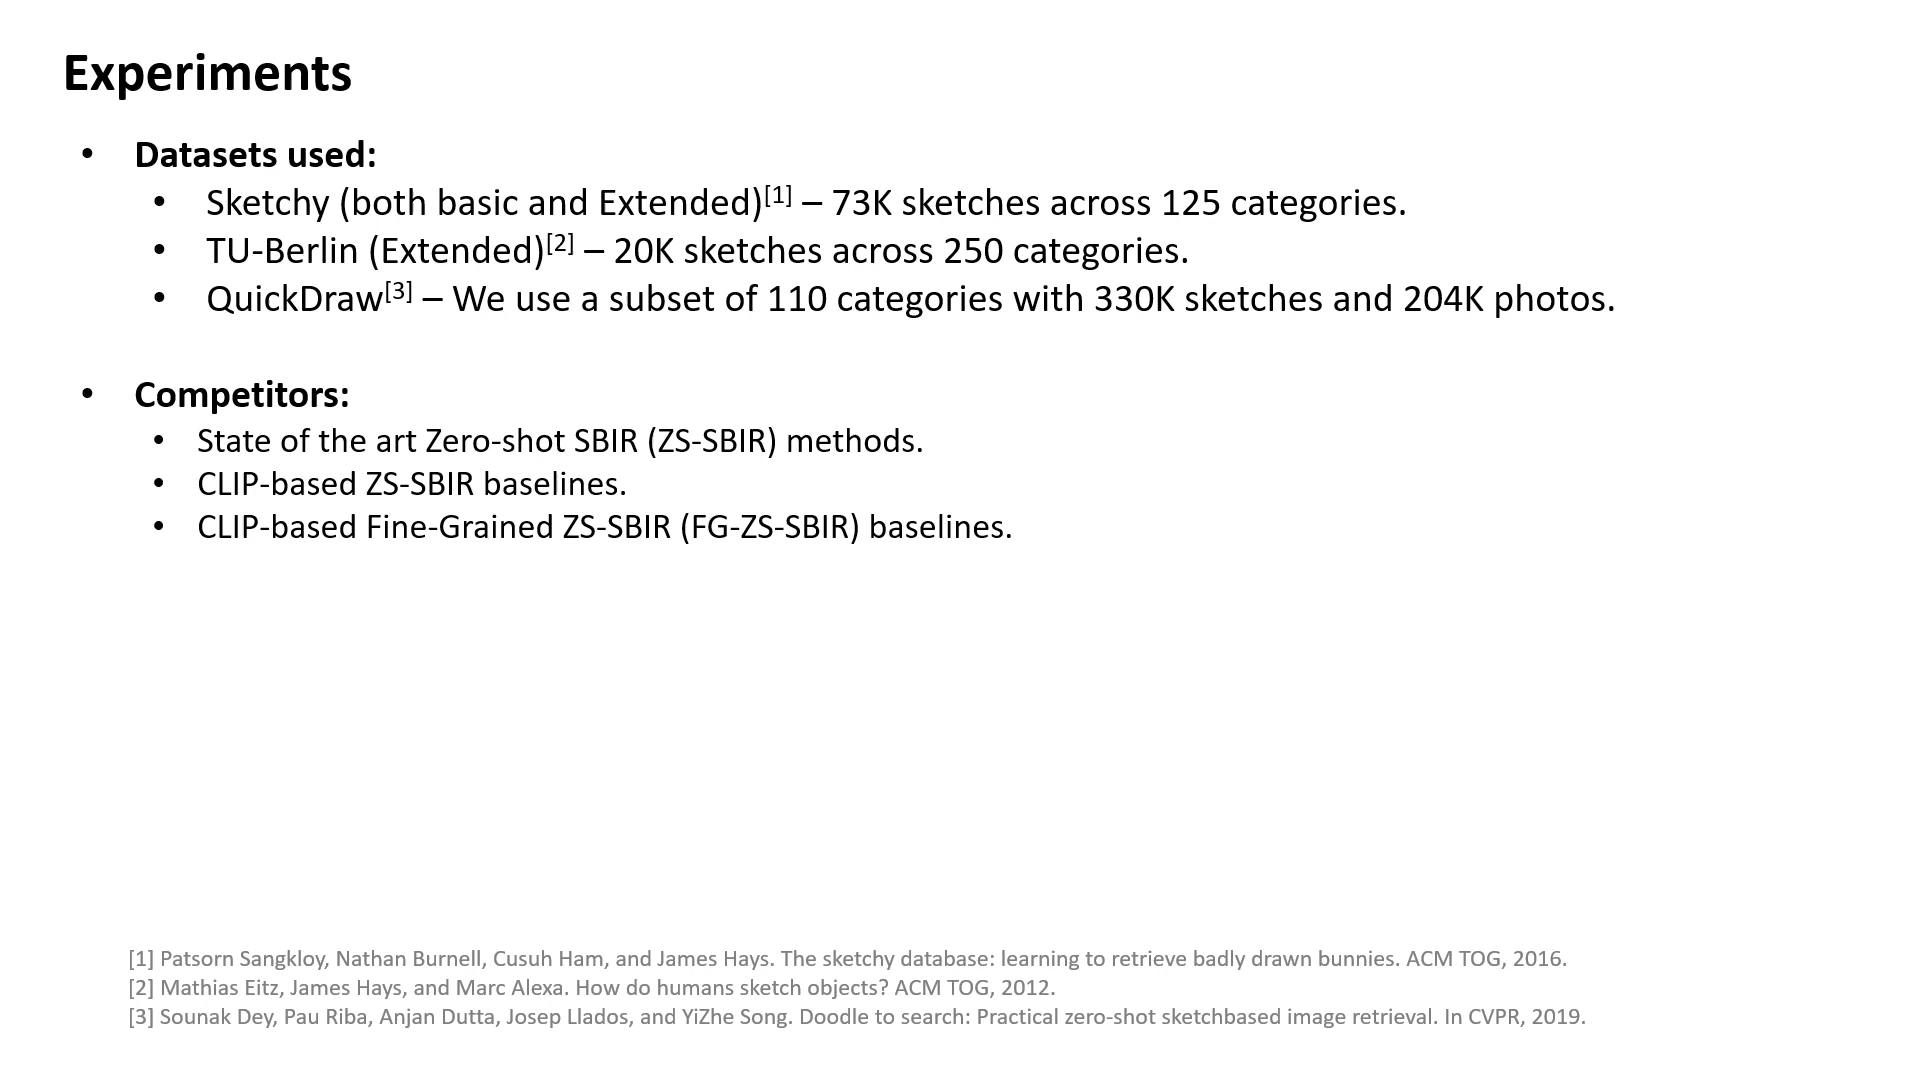 Experiments
• Datasets used:
• Sketchy (both basic and Extended)[1] – 73K sketches across 125 categories.
• TU-Berlin (Extended)[2] – 20K sketches across 250 categories.
• QuickDraw[3] – We use a subset of 110 categories with 330K sketches and 204K photos.
• Competitors:
• State of the art Zero-shot SBIR (ZS-SBIR) methods.
• CLIP-based ZS-SBIR baselines.
• CLIP-based Fine-Grained ZS-SBIR (FG-ZS-SBIR) baselines.
[1] Patsorn Sangkloy, Nathan Burnell, Cusuh Ham, and James Hays. The sketchy database: learning to retrieve badly drawn bunnies. ACM TOG, 2016.
[2] Mathias Eitz, James Hays, and Marc Alexa. How do humans sketch objects? ACM TOG, 2012.
[3] Sounak Dey, Pau Riba, Anjan Dutta, Josep Llados, and YiZhe Song. Doodle to search: Practical zero-shot sketchbased image retrieval. In CVPR, 2019.